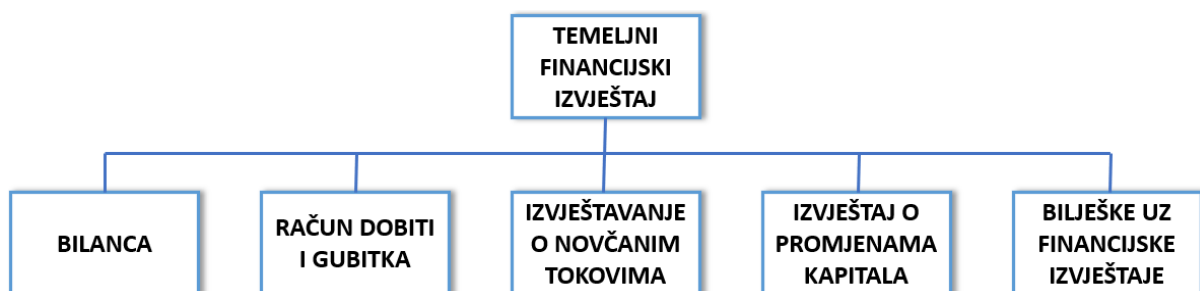 TEMELJNI
FINANCIJSKI
IZVJEŠTAJ
BILANCA
RAČUN DOBITI
I GUBITKA
IZVJEŠTAVANJE
O NOVČANIM
TOKOVIMA
IZVJEŠTAJ O
PROMJENAMA
KAPITALA
BILJEŠKE UZ
FINANCIJSKE
IZVJEŠTAJE